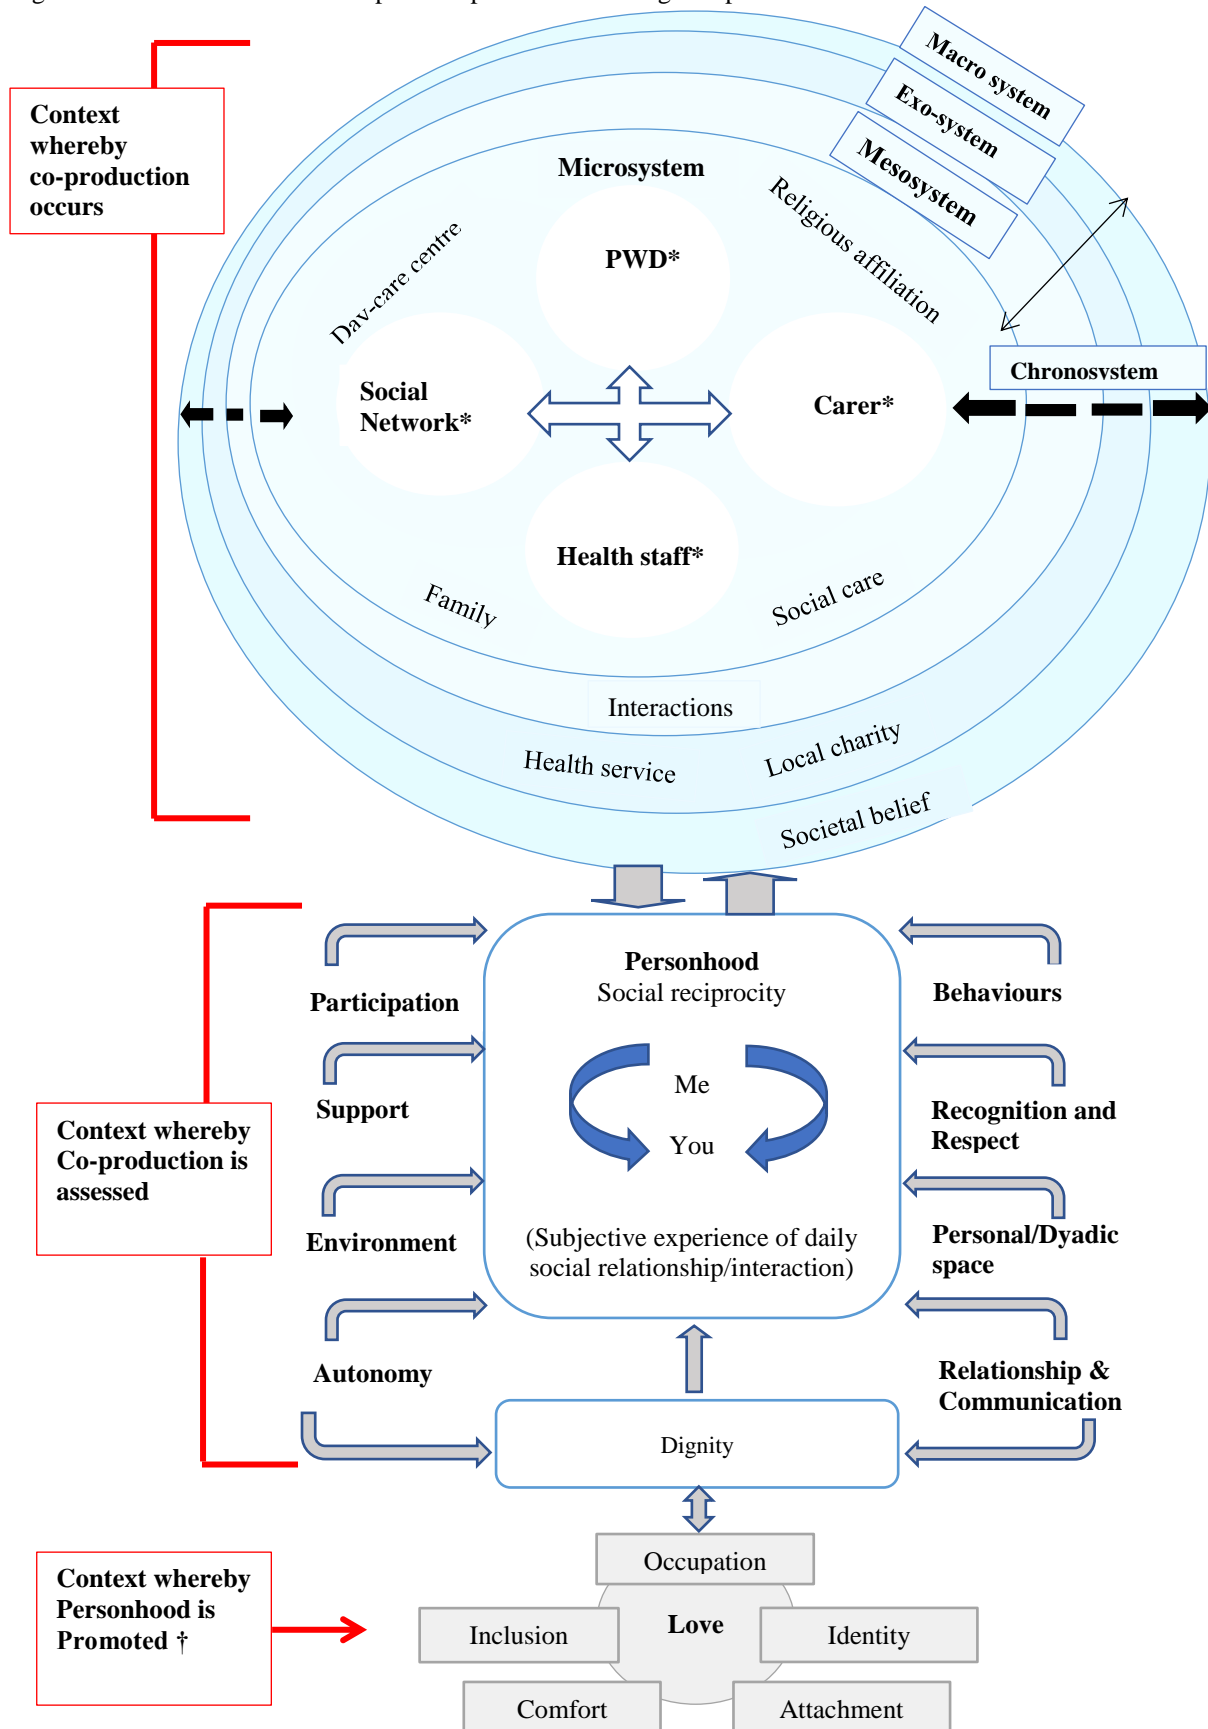 Macro system
Exo-system
Mesosystem
Context
whereby
co-production
occurs
Microsystem
Religious affiliation
Day-care centre
PWD*
Chronosystem
Social
Network*
Carer*
Health staff*
Family
Social care
Interactions
Health service
Local charity
Societal belief
Personhood
Social reciprocity
Participation
Behaviours
Me
You
Support
Recognition and
Respect
Context whereby
Co-production is
assessed
Environment
(Subjective experience of daily
social relationship/interaction)
Personal/Dyadic
space
Autonomy
Relationship &
Communication
Dignity
Occupation
Context whereby
Personhood is
Promoted †
Love
Inclusion
Identity
Comfort
Attachment